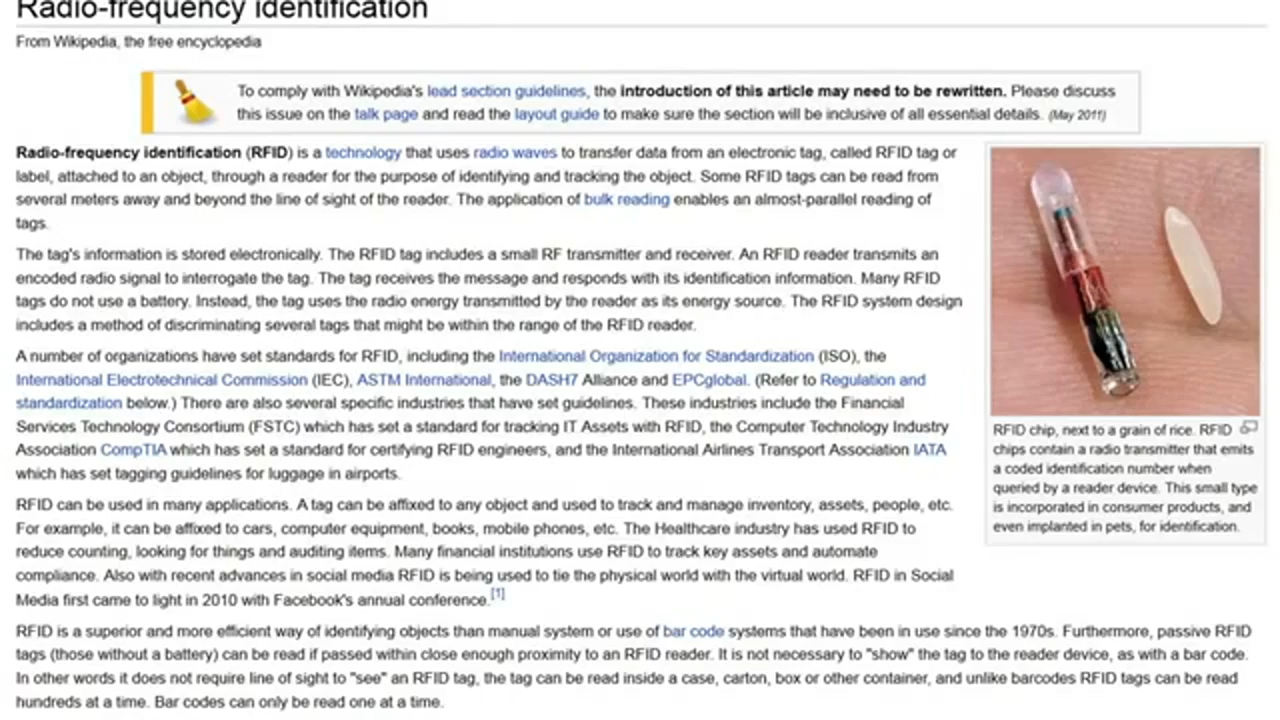 Radio-frequency identification
From Wikipedia, the free encyclopedia
To comply with Wikipedia's lead section guidelines, the introduction of this article may need to be rewritten. Please discuss
this issue on the talk page and read the layout guide to make sure the section will be inclusive of all essential details. (May 2011)
Radio-frequency identification (RFID) is a technology that uses radio waves to transfer data from an electronic tag, called RFID tag or
label, attached to an object, through a reader for the purpose of identifying and tracking the object. Some RFID tags can be read from
several meters away and beyond the line of sight of the reader. The application of bulk reading enables an almost-parallel reading of
tags.
The tag's information is stored electronically. The RFID tag includes a small RF transmitter and receiver. An RFID reader transmits an
encoded radio signal to interrogate the tag. The tag receives the message and responds with its identification information. Many RFID
tags do not use a battery. Instead, the tag uses the radio energy transmitted by the reader as its energy source. The RFID system design
includes a method of discriminating several tags that might be within the range of the RFID reader.
A number of organizations have set standards for RFID, including the International Organization for Standardization (ISO), the
International Electrotechnical Commission (IEC), ASTM International, the DASH7 Alliance and EPCglobal. (Refer to Regulation and
standardization below.) There are also several specific industries that have set guidelines. These industries include the Financial
Services Technology Consortium (FSTC) which has set a standard for tracking IT Assets with RFID, the Computer Technology Industry
Association CompTIA which has set a standard for certifying RFID engineers, and the International Airlines Transport Association IATA
which has set tagging guidelines for luggage in airports.
RFID can be used in many applications. A tag can be affixed to any object and used to track and manage inventory, assets, people, etc.
For example, it can be affixed to cars, computer equipment, books, mobile phones, etc. The Healthcare industry has used RFID to
reduce counting, looking for things and auditing items. Many financial institutions use RFID to track key assets and automate
compliance. Also with recent advances in social media RFID is being used to tie the physical world with the virtual world. RFID in Social
Media first came to light in 2010 with Facebook's annual conference.[1]
RFID chip, next to a grain of rice. RFID
chips contain a radio transmitter that emits
a coded identification number when
queried by a reader device. This small type
is incorporated in consumer products, and
even implanted in pets, for identification.
RFID is a superior and more efficient way of identifying objects than manual system or use of bar code systems that have been in use since the 1970s. Furthermore, passive RFID
tags (those without a battery) can be read if passed within close enough proximity to an RFID reader. It is not necessary to "show" the tag to the reader device, as with a bar code.
In other words it does not require line of sight to "see" an RFID tag, the tag can be read inside a case, carton, box or other container, and unlike barcodes RFID tags can be read
hundreds at a time. Bar codes can only be read one at a time.